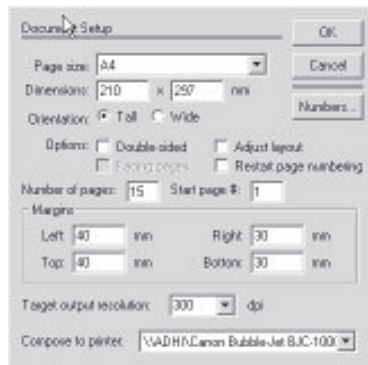 Document Setup
OK
Page size: A4
Cancel
Dimensions: 210 x 297 mm
Numbers...
Orientation: Tall Wide
Options: Double-sided Adjust layout
Facing pages Restart page numbering
Number of pages: 15 Start page #: 1
Margins
Left: 40 mm Right: 30 mm
Top: 40 mm Bottom: 30 mm
Target output resolution: 300 dpi
Compose to printer: \\ADHI\Canon Bubble-Jet BJC-100(